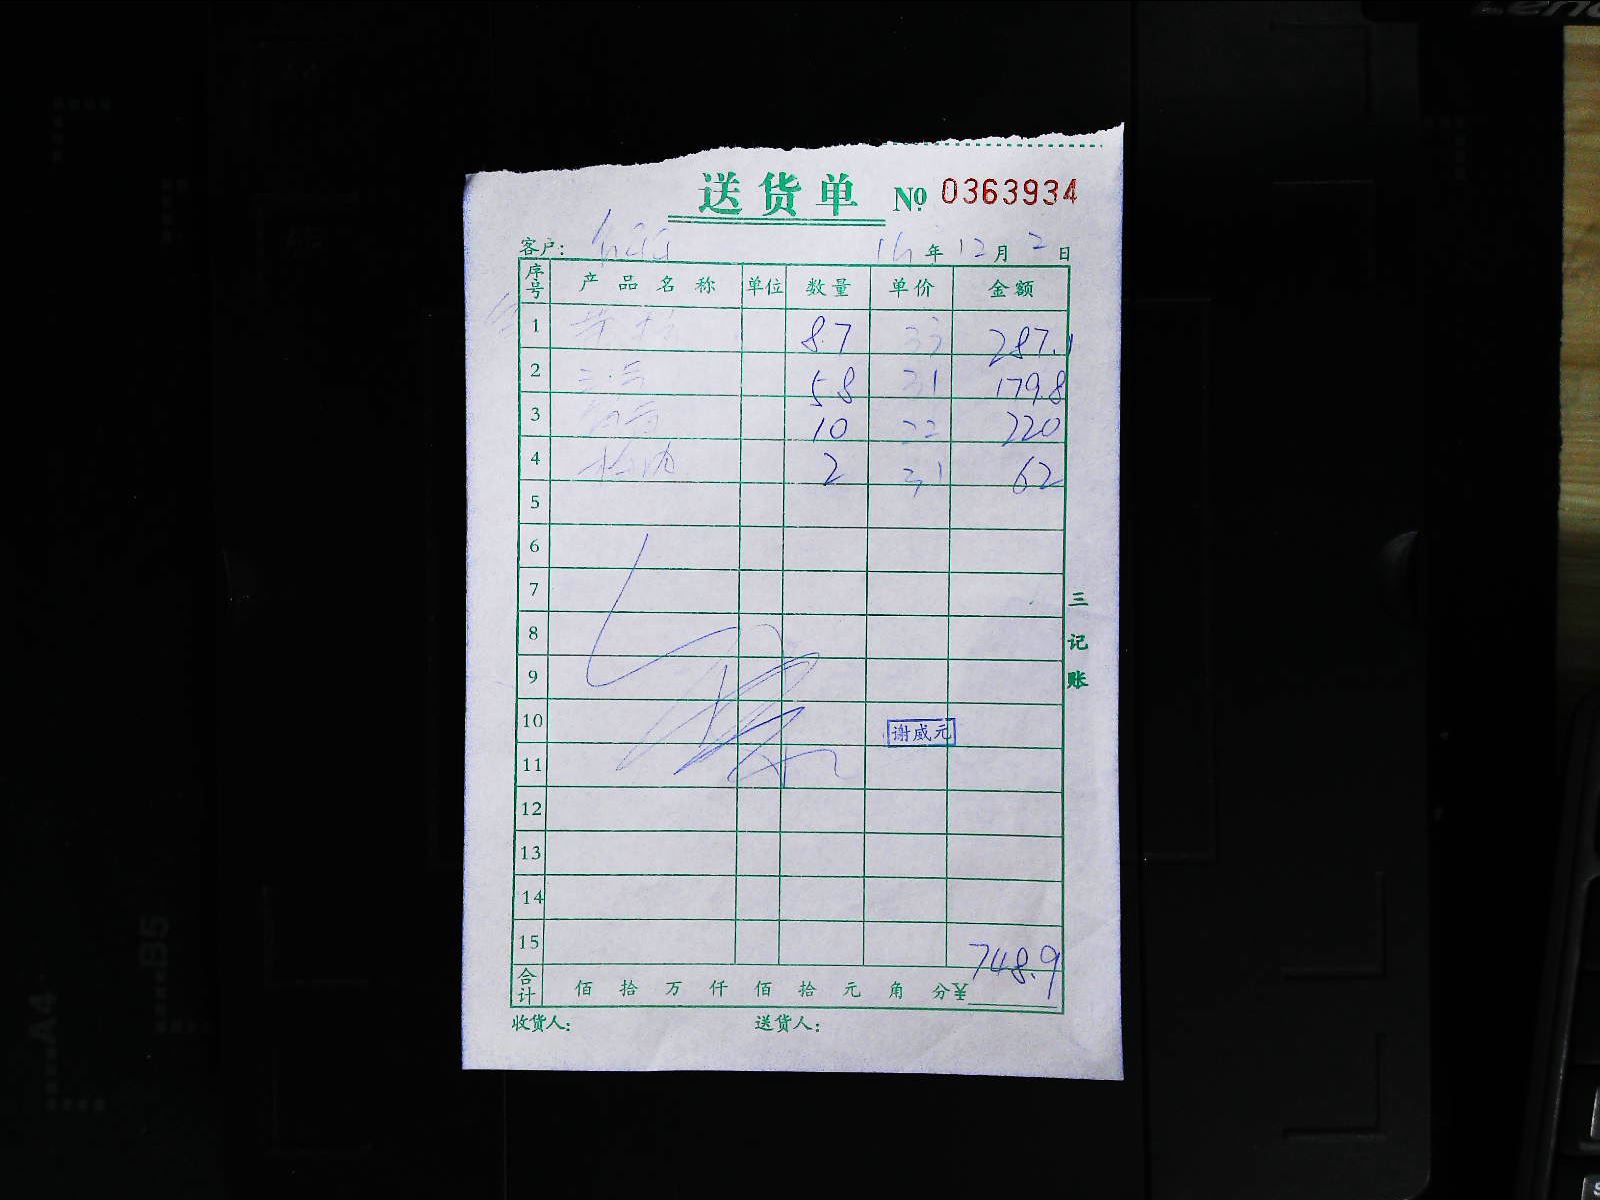 送货单 № 0363934
客户： 年 12 月 2 日
序号 产品名称 单位 数量 单价 金额
1 8.7 33 287.1
2 三号 58 31 179.8
3 10 22 220
4 2 31 62
5
6
7
8
9
10 谢威元
11
12
13
14
15
合计 佰 拾 万 仟 佰 拾 元 角 分 ¥ 748.9
收货人： 送货人：
三记账